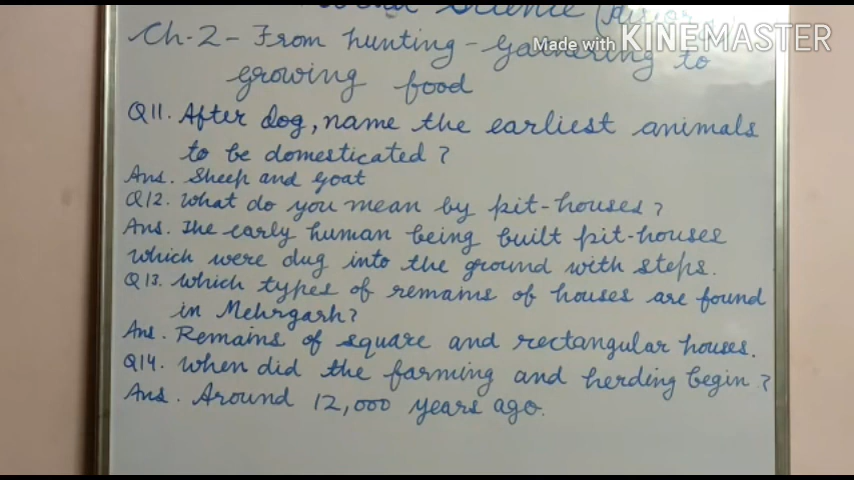 Science (History)
Ch-2 - From hunting - gathering to
growing food
Made with KINEMASTER
Q11. After dog, name the earliest animals
to be domesticated?
Ans. Sheep and goat
Q12. What do you mean by pit-houses?
Ans. The early human being built pit-houses
which were dug into the ground with steps.
Q13. Which types of remains of houses are found
in Mehrgarh?
Ans. Remains of square and rectangular houses.
Q14. When did the farming and herding begin?
Ans. Around 12,000 years ago.